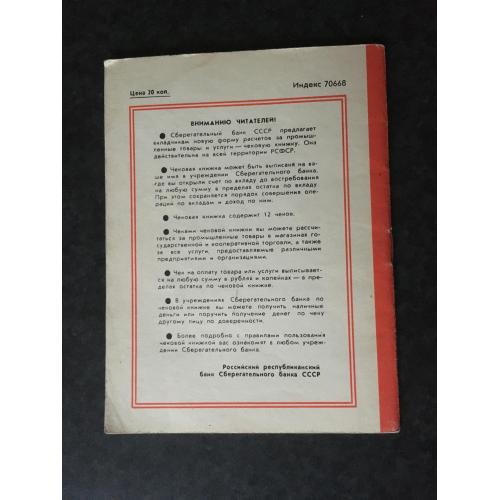 Цена 20 коп.
Индекс 70668
ВНИМАНИЮ ЧИТАТЕЛЕЙ!
● Сберегательный банк СССР предлагает
вкладчикам новую форму расчетов за промыш-
ленные товары и услуги — чековую книжку. Она
действительна на всей территории РСФСР.
● Чековая книжка может быть выписана на ва-
ше имя в учреждении Сберегательного банка,
где вы открыли счет по вкладу до востребования
на любую сумму в пределах остатка по вкладу.
При этом сохраняется порядок совершения опе-
раций по вкладам и доход по ним.
● Чековая книжка содержит 12 чеков.
● Чеками чековой книжки вы можете рассчи-
таться за промышленные товары в магазинах го-
сударственной и кооперативной торговли, а также
за все услуги, предоставляемые различными
предприятиями и организациями.
● Чек на оплату товара или услуги выписывает-
ся на любую сумму в рублях и копейках — в пре-
делах остатка по чековой книжке.
● В учреждениях Сберегательного банка по
чековой книжке вы можете получить наличные
деньги или поручить получение денег по чеку
другому лицу по доверенности.
● Более подробно с правилами пользования
чековой книжкой вас ознакомят в любом учреж-
дении Сберегательного банка.
Российский республиканский
банк Сберегательного банка СССР